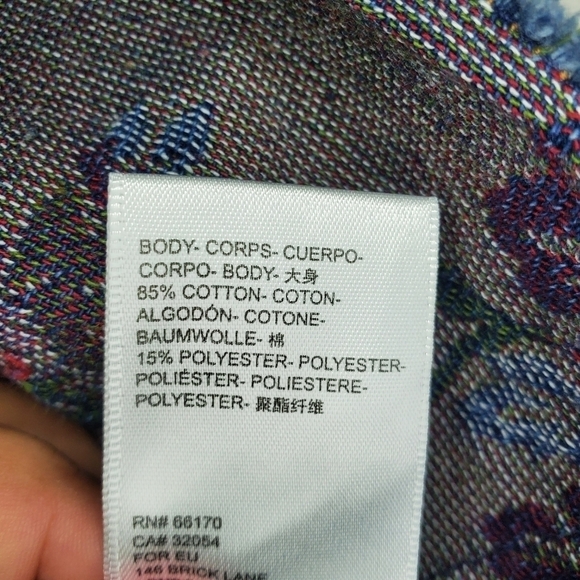 BODY- CORPS- CUERPO-
CORPO- BODY- 大身
85% COTTON- COTON-
ALGODÓN- COTONE-
BAUMWOLLE- 棉
15% POLYESTER- POLYESTER-
POLIÉSTER- POLIESTERE-
POLYESTER- 聚酯纤维
RN# 66170
CA# 32054
FOR EU
146 BRICK LANE